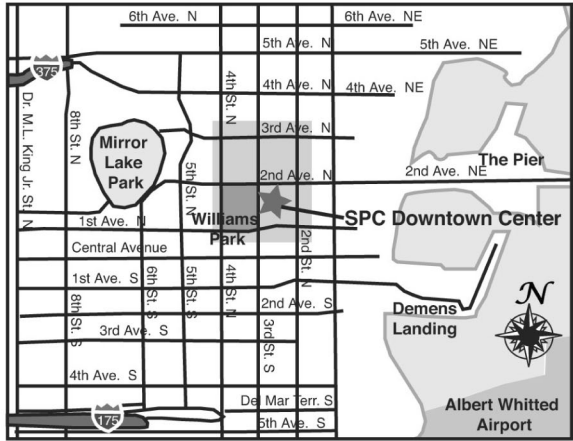 6th Ave. N
6th Ave. NE
5th Ave. N
5th Ave. NE
375
4th Ave. N
4th Ave. NE
Dr. M.L. King Jr. St. N
8th St. N
4th St. N
3rd Ave. N
Mirror
Lake
Park
5th St. N
The Pier
2nd Ave. N
2nd Ave. NE
1st Ave. N
Williams
Park
SPC Downtown Center
2nd St. N
Central Avenue
1st Ave. S
8th St. S
6th St. S
5th St. S
4th St. N
2nd Ave. S
3rd St. S
3rd Ave. S
Demens
Landing
N
4th Ave. S
Del Mar Terr. S
175
5th Ave. S
Albert Whitted
Airport